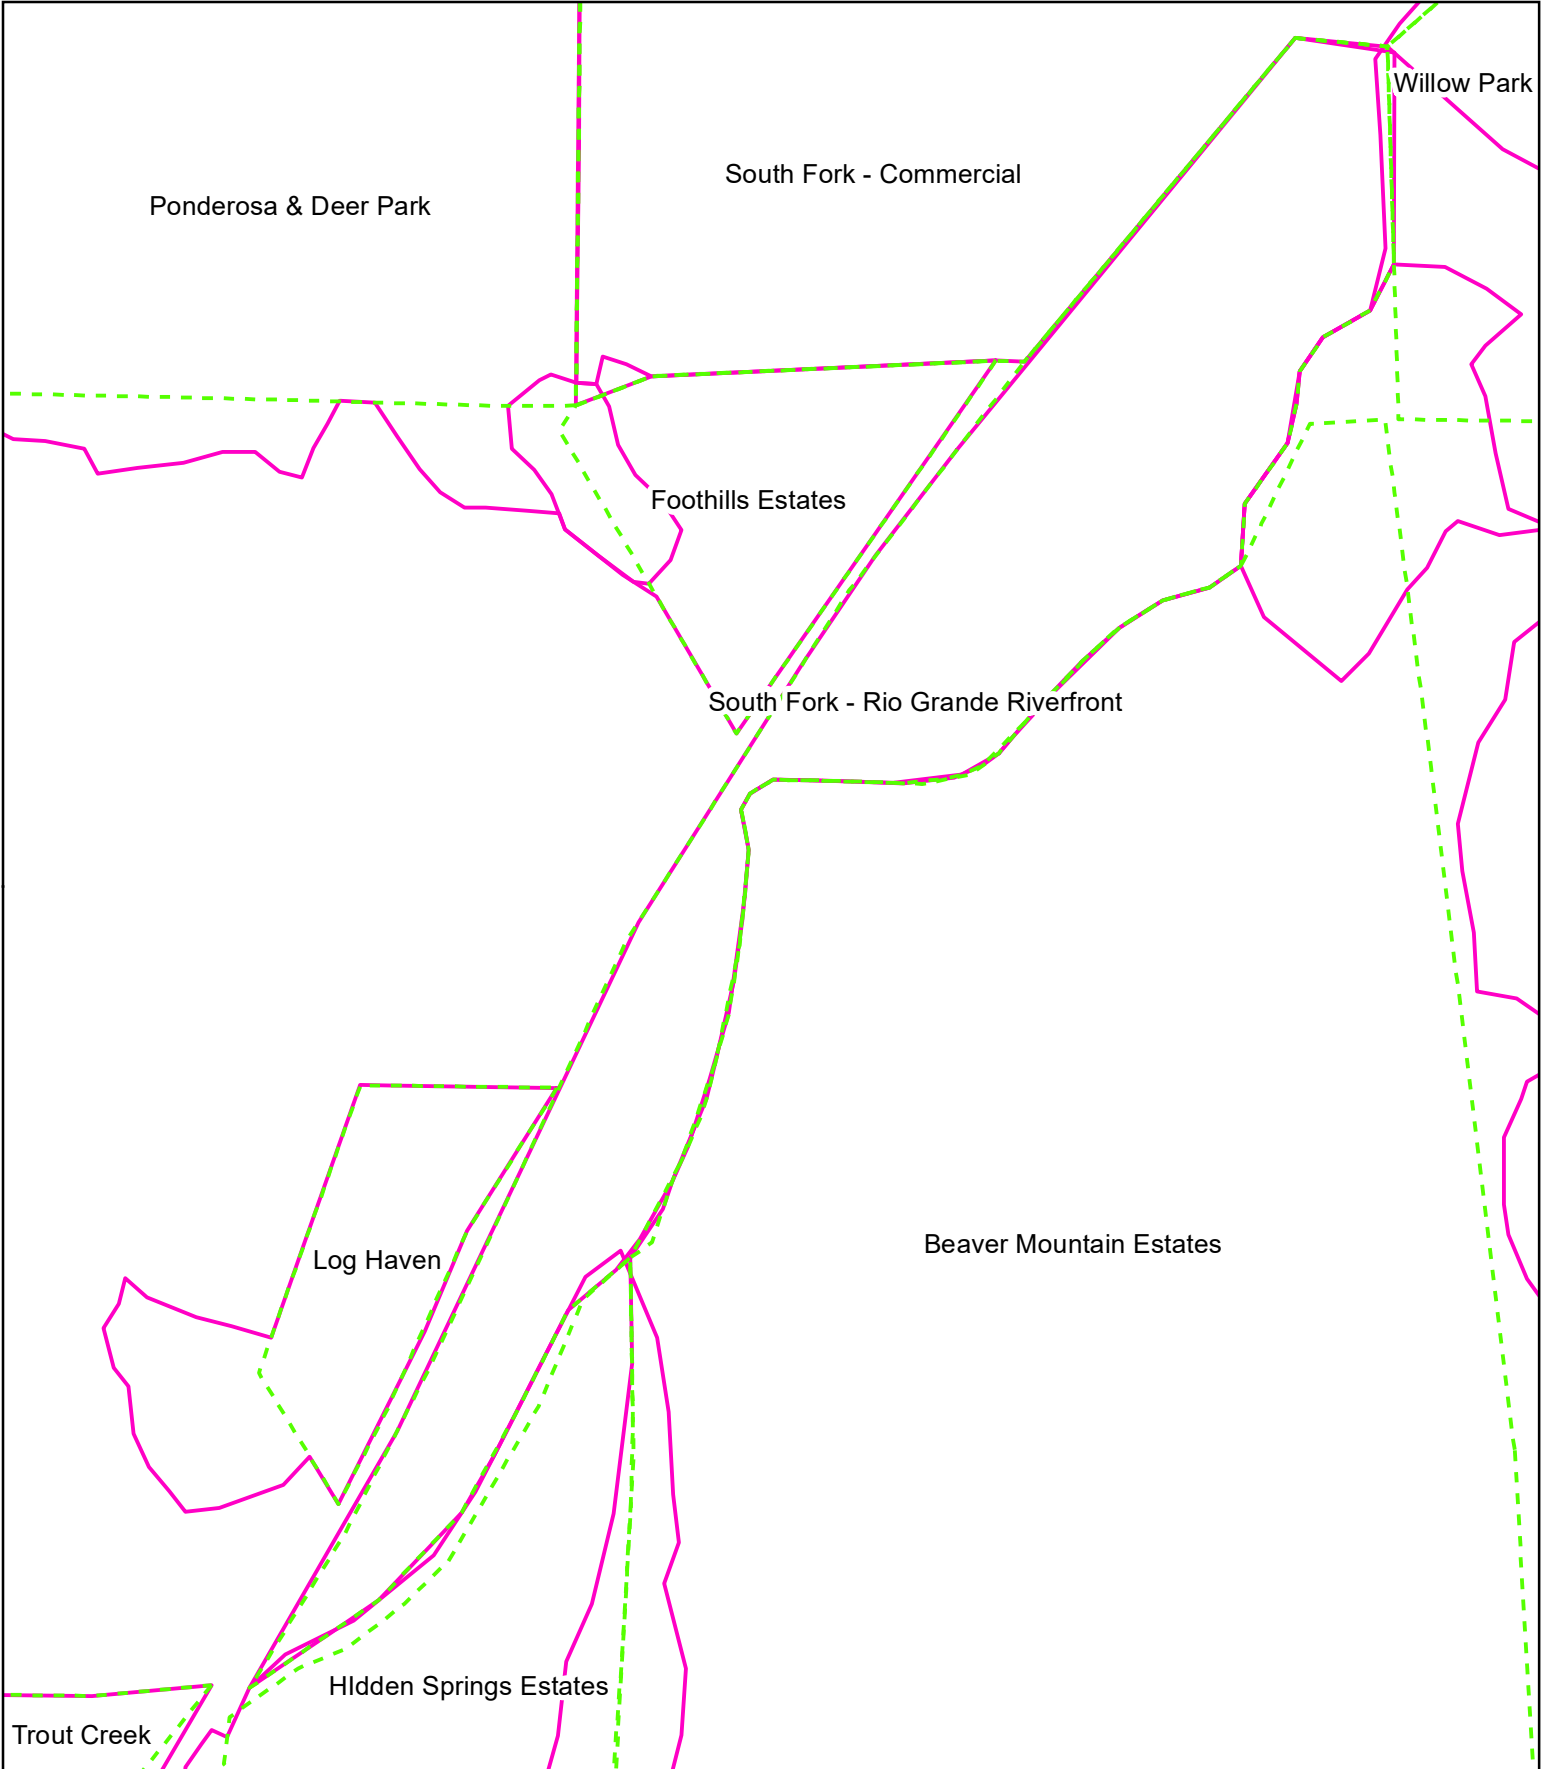 Willow Park
South Fork - Commercial
Ponderosa & Deer Park
Foothills Estates
South Fork - Rio Grande Riverfront
Beaver Mountain Estates
Log Haven
HIdden Springs Estates
Trout Creek